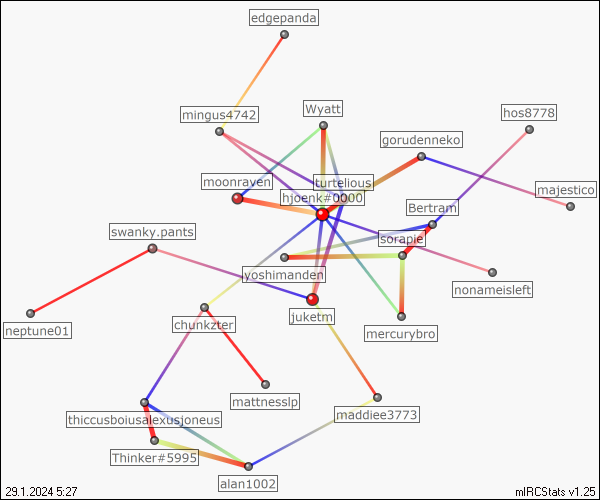 edgepanda
mingus4742
Wyatt
hos8778
gorudenneko
moonraven
turtelious
majestico
hjoenk#0000
Bertram
swanky.pants
sorapie
yoshimanden
nonameisleft
neptune01
chunkzter
juketm
mercurybro
mattnesslp
maddiee3773
thiccusboiusalexusjoneus
Thinker#5995
alan1002
29.1.2024 5:27
mIRCStats v1.25